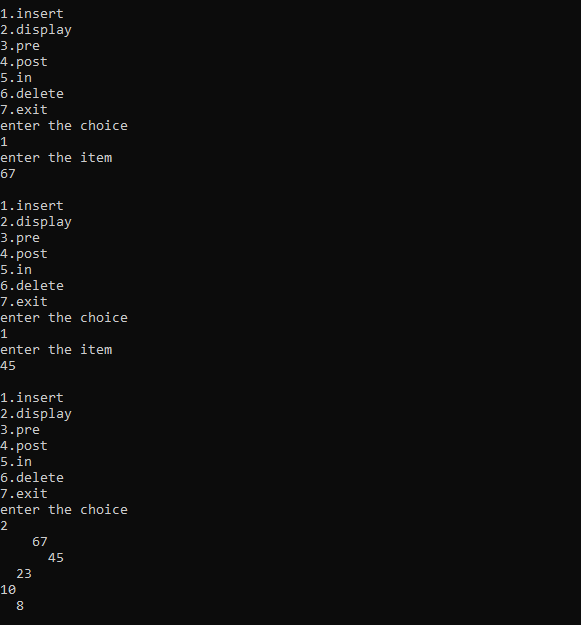 1.insert
2.display
3.pre
4.post
5.in
6.delete
7.exit
enter the choice
1
enter the item
67

1.insert
2.display
3.pre
4.post
5.in
6.delete
7.exit
enter the choice
1
enter the item
45

1.insert
2.display
3.pre
4.post
5.in
6.delete
7.exit
enter the choice
2
    67
      45
  23
10
  8